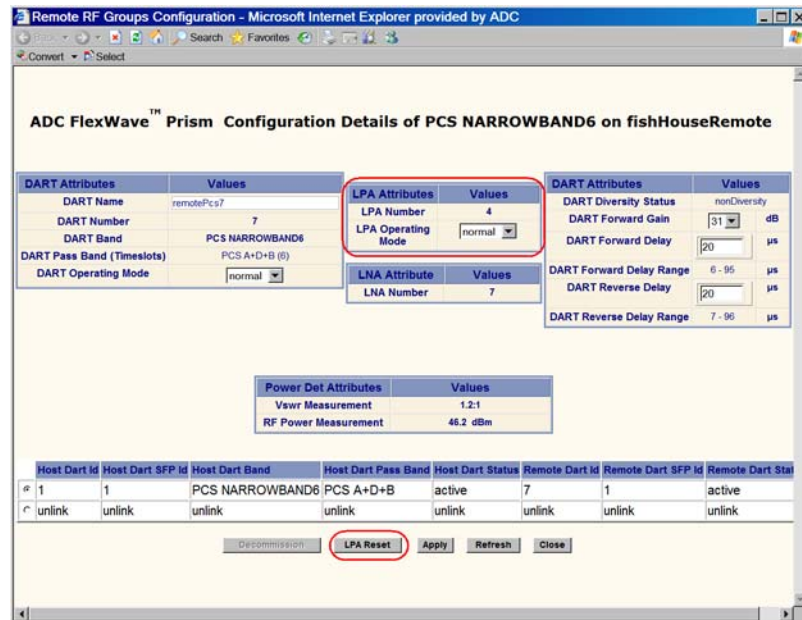 Remote RF Groups Configuration - Microsoft Internet Explorer provided by ADC
Search Favorites
Convert Select
ADC FlexWave™ Prism Configuration Details of PCS NARROWBAND6 on fishHouseRemote
DART Attributes Values
DART Name remotePcs7
DART Number 7
DART Band PCS NARROWBAND6
DART Pass Band (Timeslots) PCS A+D+B (6)
DART Operating Mode normal
LPA Attributes Values
LPA Number 4
LPA Operating Mode normal
LNA Attribute Values
LNA Number 7
DART Attributes Values
DART Diversity Status nonDiversity
DART Forward Gain 31 dB
DART Forward Delay 20 µs
DART Forward Delay Range 6 - 95 µs
DART Reverse Delay 20 µs
DART Reverse Delay Range 7 - 96 µs
Power Det Attributes Values
Vswr Measurement 1.2:1
RF Power Measurement 46.2 dBm
Host Dart Id Host Dart SFP Id Host Dart Band Host Dart Pass Band Host Dart Status Remote Dart Id Remote Dart SFP Id Remote Dart Stat
1 1 PCS NARROWBAND6 PCS A+D+B active 7 1 active
unlink unlink unlink unlink unlink unlink unlink unlink
Decommission LPA Reset Apply Refresh Close